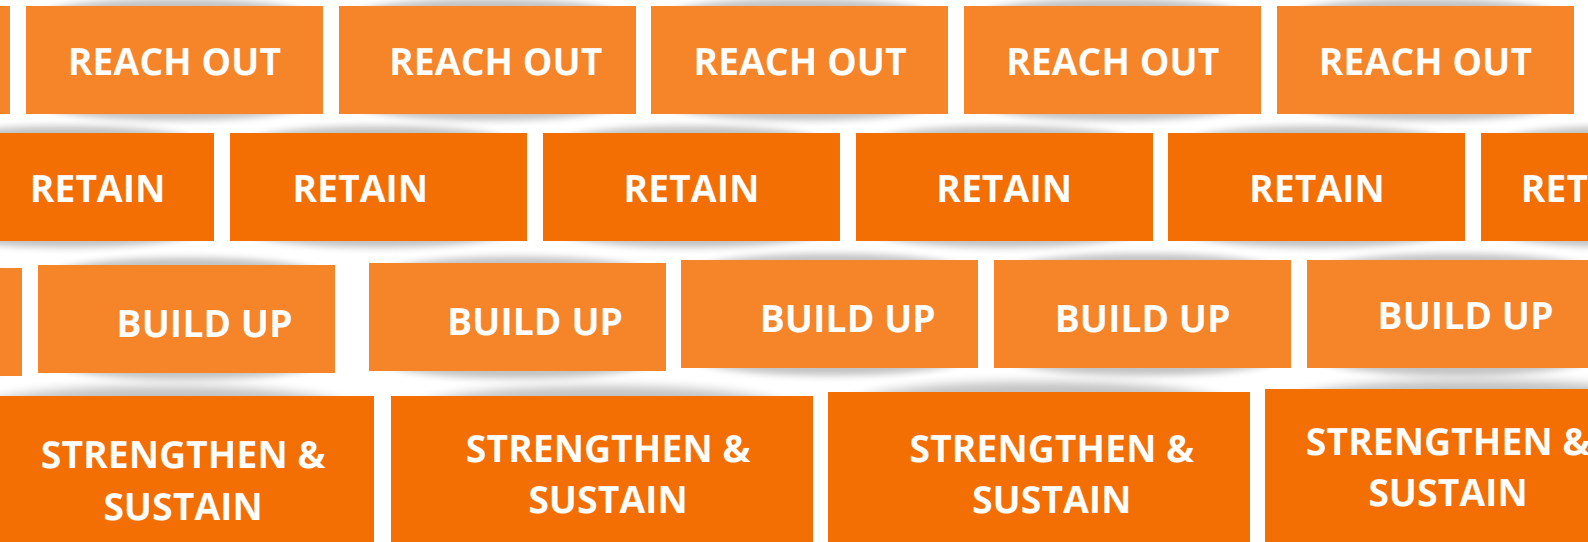 REACH OUT REACH OUT REACH OUT REACH OUT REACH OUT
RETAIN RETAIN RETAIN RETAIN RETAIN RET
BUILD UP BUILD UP BUILD UP BUILD UP BUILD UP
STRENGTHEN & STRENGTHEN & STRENGTHEN & STRENGTHEN &
SUSTAIN SUSTAIN SUSTAIN SUSTAIN